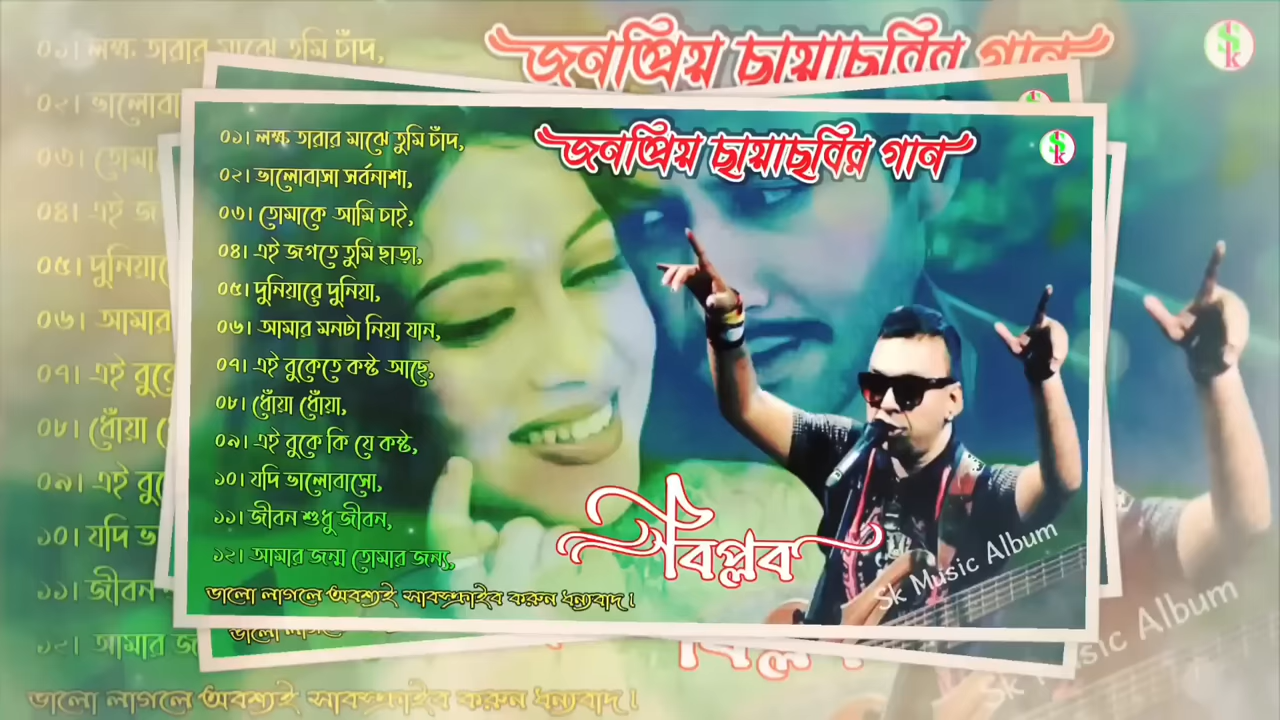 জনপ্রিয় ছায়াছবির গান
Sk
০১। লক্ষ তারার মাঝে তুমি চাঁদ,
০২। ভালোবাসা সর্বনাশা,
০৩। তোমাকে আমি চাই,
০৪। এই জগতে তুমি ছাড়া,
০৫। দুনিয়ারে দুনিয়া,
০৬। আমার মনটা নিয়া যান,
০৭। এই বুকেতে কষ্ট আছে,
০৮। ধোঁয়া ধোঁয়া,
০৯। এই বুকে কি যে কষ্ট,
১০। যদি ভালোবাসো,
১১। জীবন শুধু জীবন,
১২। আমার জন্ম তোমার জন্য,
বিপ্লব
Sk Music Album
ভালো লাগলে অবশ্যই সাবস্ক্রাইব করুন ধন্যবাদ।